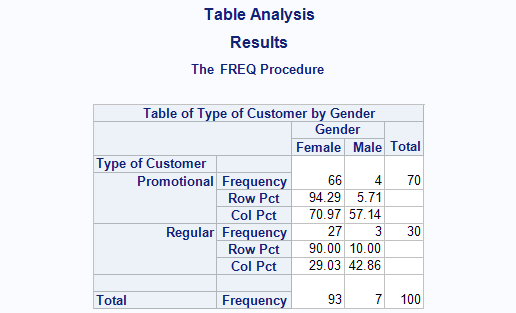 Table Analysis
Results
The FREQ Procedure
Table of Type of Customer by Gender
Gender
Female Male Total
Type of Customer
Promotional Frequency 66 4 70
Row Pct 94.29 5.71
Col Pct 70.97 57.14
Regular Frequency 27 3 30
Row Pct 90.00 10.00
Col Pct 29.03 42.86
Total Frequency 93 7 100